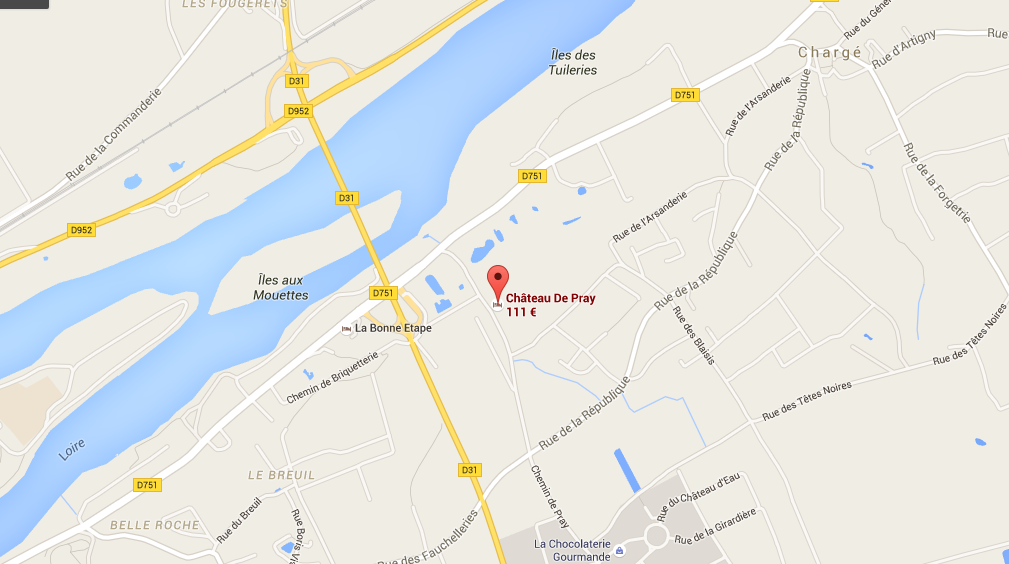 LES FOUGERETS
Rue du Géner
Chargé
Rue d'Artigny
Rue
Îles des
Tuileries
D31
D952
D751
Rue de la Commanderie
Rue de l'Arsanderie
Rue de la République
D751
D31
D952
Rue de l'Arsanderie
Rue de la Forgetrie
Rue de la République
Îles aux
Mouettes
D751
Château De Pray
111 €
La Bonne Etape
Rue des Blaisis
Rue des Têtes Noires
Chemin de Briquetterie
Rue des Têtes Noires
Rue de la République
Loire
D31
LE BREUIL
D751
Chemin de Pray
BELLE ROCHE
Rue du Breuil
Rue Boris Via
Rue des Fauchelleries
Rue du Château d'Eau
Rue de la Girardière
La Chocolaterie
Gourmande